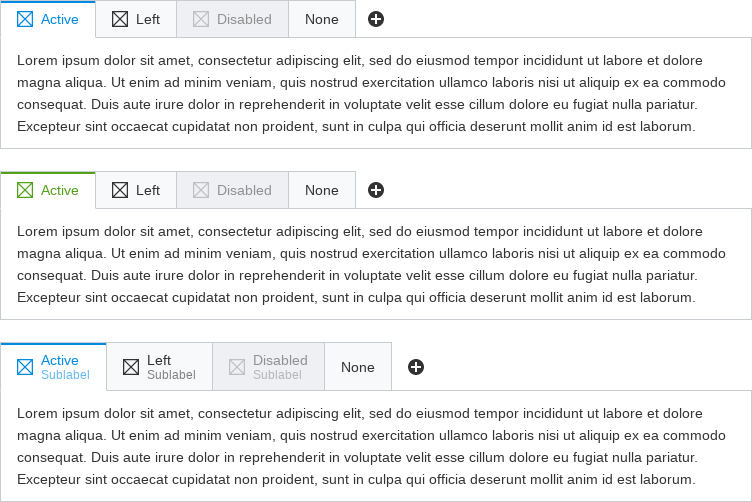 Active Left Disabled None
Lorem ipsum dolor sit amet, consectetur adipiscing elit, sed do eiusmod tempor incididunt ut labore et dolore
magna aliqua. Ut enim ad minim veniam, quis nostrud exercitation ullamco laboris nisi ut aliquip ex ea commodo
consequat. Duis aute irure dolor in reprehenderit in voluptate velit esse cillum dolore eu fugiat nulla pariatur.
Excepteur sint occaecat cupidatat non proident, sunt in culpa qui officia deserunt mollit anim id est laborum.
Active Left Disabled None
Lorem ipsum dolor sit amet, consectetur adipiscing elit, sed do eiusmod tempor incididunt ut labore et dolore
magna aliqua. Ut enim ad minim veniam, quis nostrud exercitation ullamco laboris nisi ut aliquip ex ea commodo
consequat. Duis aute irure dolor in reprehenderit in voluptate velit esse cillum dolore eu fugiat nulla pariatur.
Excepteur sint occaecat cupidatat non proident, sunt in culpa qui officia deserunt mollit anim id est laborum.
Active Left Disabled None
Sublabel Sublabel Sublabel
Lorem ipsum dolor sit amet, consectetur adipiscing elit, sed do eiusmod tempor incididunt ut labore et dolore
magna aliqua. Ut enim ad minim veniam, quis nostrud exercitation ullamco laboris nisi ut aliquip ex ea commodo
consequat. Duis aute irure dolor in reprehenderit in voluptate velit esse cillum dolore eu fugiat nulla pariatur.
Excepteur sint occaecat cupidatat non proident, sunt in culpa qui officia deserunt mollit anim id est laborum.